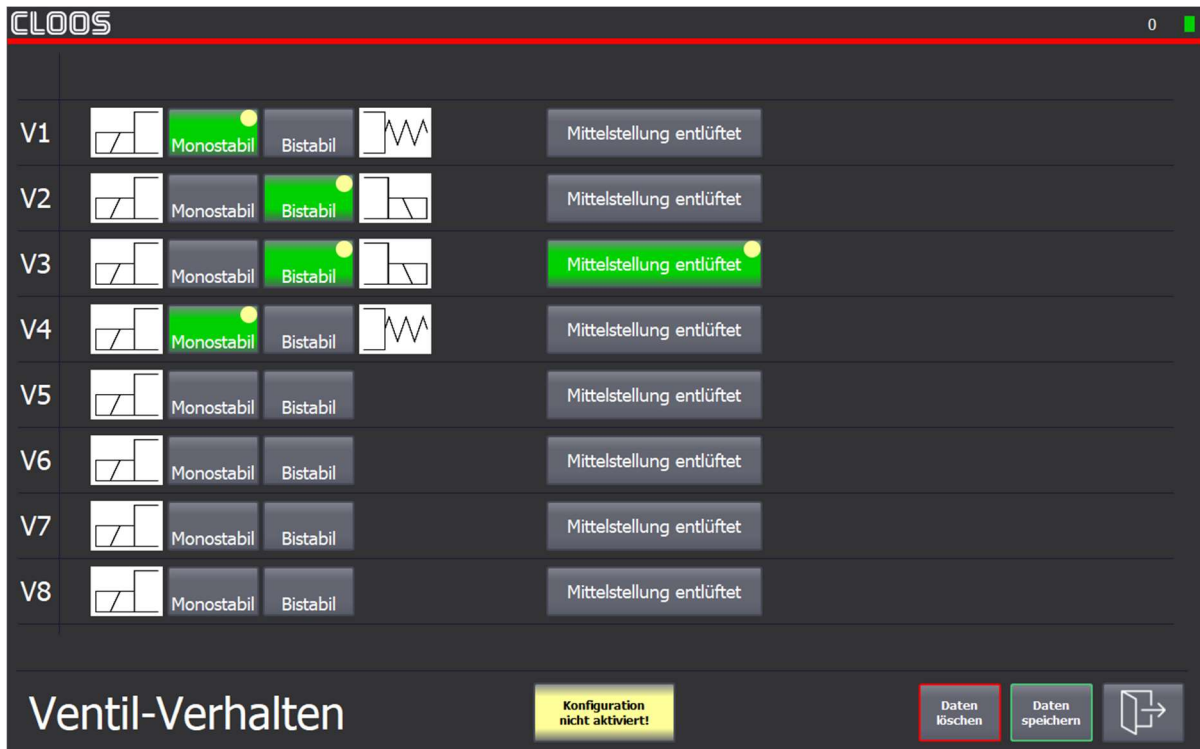 CLOOS 0
V1 Monostabil Bistabil Mittelstellung entlüftet
V2 Monostabil Bistabil Mittelstellung entlüftet
V3 Monostabil Bistabil Mittelstellung entlüftet
V4 Monostabil Bistabil Mittelstellung entlüftet
V5 Monostabil Bistabil Mittelstellung entlüftet
V6 Monostabil Bistabil Mittelstellung entlüftet
V7 Monostabil Bistabil Mittelstellung entlüftet
V8 Monostabil Bistabil Mittelstellung entlüftet
Ventil-Verhalten
Konfiguration
nicht aktiviert!
Daten
löschen
Daten
speichern